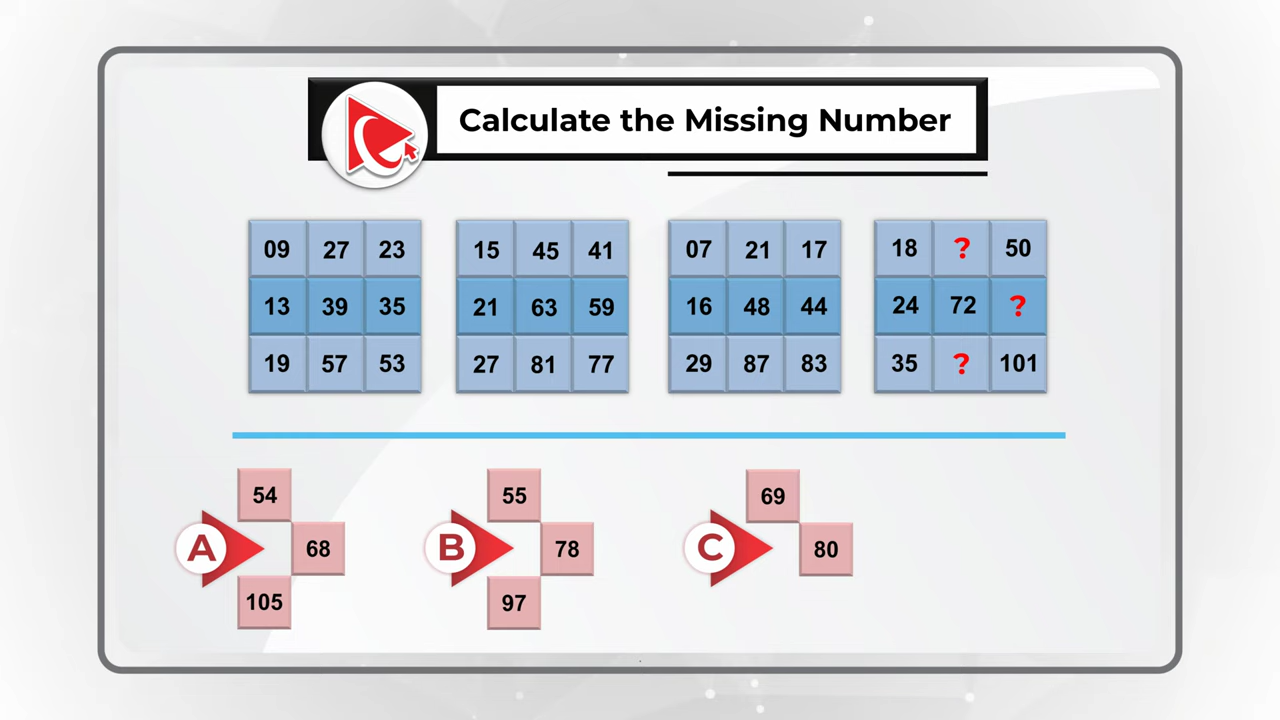 Calculate the Missing Number
09 27 23
13 39 35
19 57 53
15 45 41
21 63 59
27 81 77
07 21 17
16 48 44
29 87 83
18 ? 50
24 72 ?
35 ? 101
A
54
68
105
B
55
78
97
C
69
80